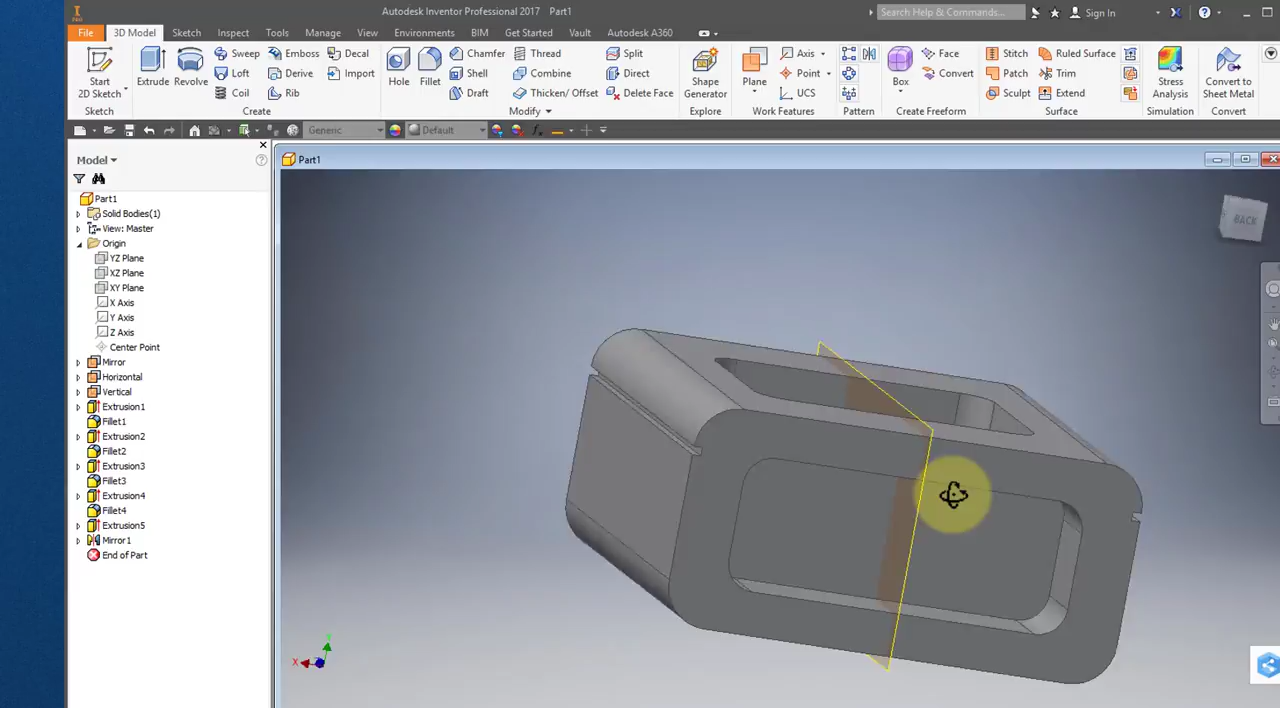 Autodesk Inventor Professional 2017 Part1
Search Help & Commands...
Sign In
PRO
File 3D Model Sketch Inspect Tools Manage View Environments BIM Get Started Vault Autodesk A360
Start
2D Sketch
Sketch
Extrude
Revolve
Sweep
Loft
Coil
Emboss
Derive
Rib
Decal
Import
Create
Hole
Fillet
Chamfer
Shell
Draft
Thread
Combine
Thicken/ Offset
Split
Direct
Delete Face
Modify
Shape
Generator
Explore
Plane
Axis
Point
UCS
Work Features
Pattern
Box
Face
Convert
Create Freeform
Stitch
Patch
Sculpt
Ruled Surface
Trim
Extend
Surface
Stress
Analysis
Simulation
Convert to
Sheet Metal
Convert
Generic
Default
Model
Part1
Solid Bodies(1)
View: Master
Origin
YZ Plane
XZ Plane
XY Plane
X Axis
Y Axis
Z Axis
Center Point
Mirror
Horizontal
Vertical
Extrusion1
Fillet1
Extrusion2
Fillet2
Extrusion3
Fillet3
Extrusion4
Fillet4
Extrusion5
Mirror1
End of Part
Part1
BACK
X